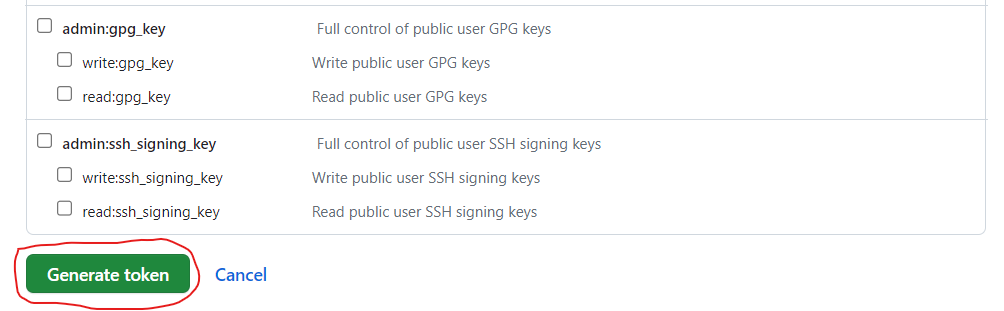 admin:gpg_key Full control of public user GPG keys
write:gpg_key Write public user GPG keys
read:gpg_key Read public user GPG keys
admin:ssh_signing_key Full control of public user SSH signing keys
write:ssh_signing_key Write public user SSH signing keys
read:ssh_signing_key Read public user SSH signing keys
Generate token Cancel